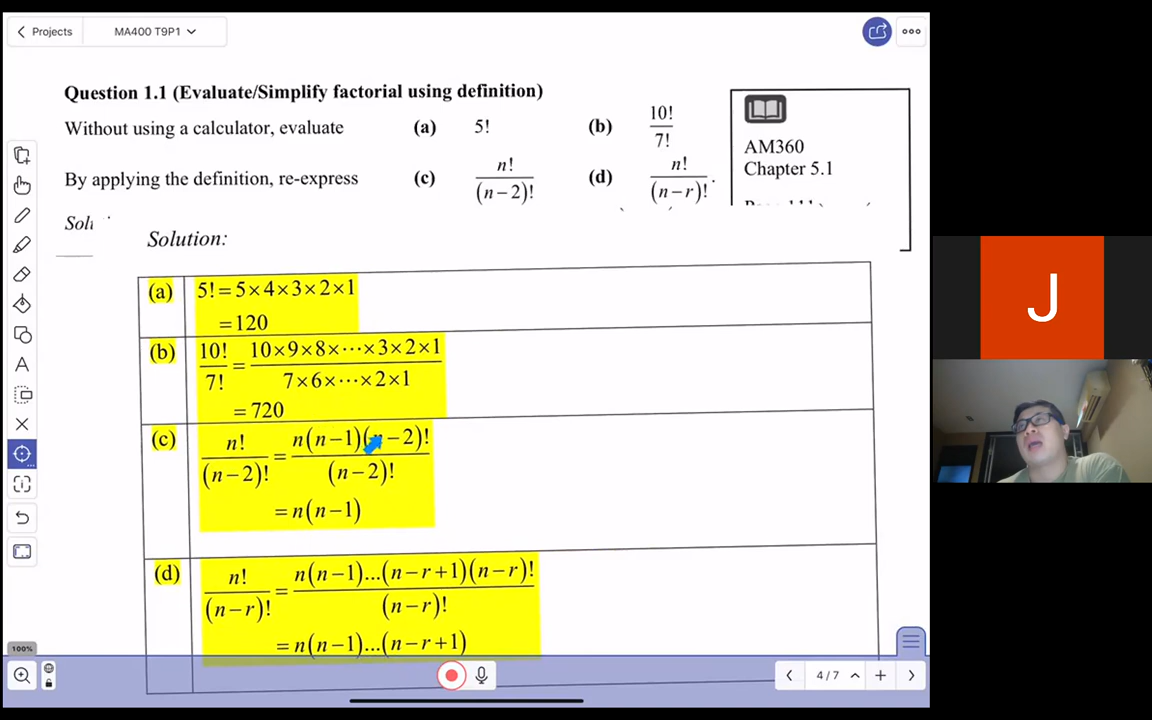 Projects
MA400 T9P1
Question 1.1 (Evaluate/Simplify factorial using definition)
Without using a calculator, evaluate (a) 5! (b) 10!/7!
By applying the definition, re-express (c) n!/(n−2)! (d) n!/(n−r)!.
AM360
Chapter 5.1
Solution:
(a) 5! = 5×4×3×2×1
= 120
(b) 10!/7! = 10×9×8×⋯×3×2×1 / 7×6×⋯×2×1
= 720
(c) n!/(n−2)! = n(n−1)(n−2)!/(n−2)!
= n(n−1)
(d) n!/(n−r)! = n(n−1)...(n−r+1)(n−r)!/(n−r)!
= n(n−1)...(n−r+1)
100%
4/7
J